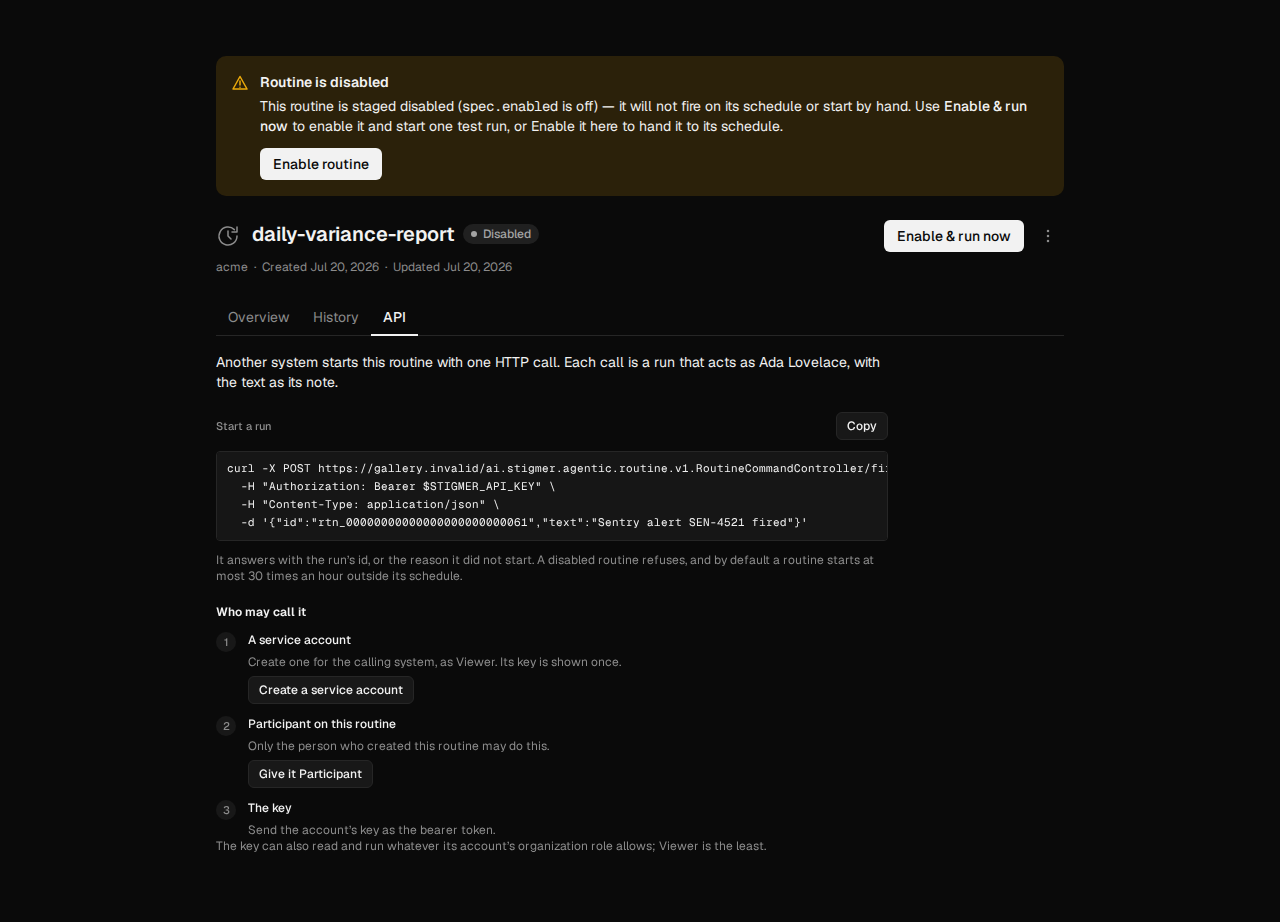 Routine is disabled
This routine is staged disabled (spec.enabled is off) — it will not fire on its schedule or start by hand. Use Enable & run
now to enable it and start one test run, or Enable it here to hand it to its schedule.
Enable routine
daily-variance-report
Disabled
Enable & run now
acme · Created Jul 20, 2026 · Updated Jul 20, 2026
Overview
History
API
Another system starts this routine with one HTTP call. Each call is a run that acts as Ada Lovelace, with
the text as its note.
Start a run
Copy
curl -X POST https://gallery.invalid/ai.stigmer.agentic.routine.v1.RoutineCommandController/
-H "Authorization: Bearer $STIGMER_API_KEY" \
-H "Content-Type: application/json" \
-d '{"id":"rtn_00000000000000000000000061","text":"Sentry alert SEN-4521 fired"}'
It answers with the run's id, or the reason it did not start. A disabled routine refuses, and by default a routine starts at
most 30 times an hour outside its schedule.
Who may call it
1
A service account
Create one for the calling system, as Viewer. Its key is shown once.
Create a service account
2
Participant on this routine
Only the person who created this routine may do this.
Give it Participant
3
The key
Send the account's key as the bearer token.
The key can also read and run whatever its account's organization role allows; Viewer is the least.